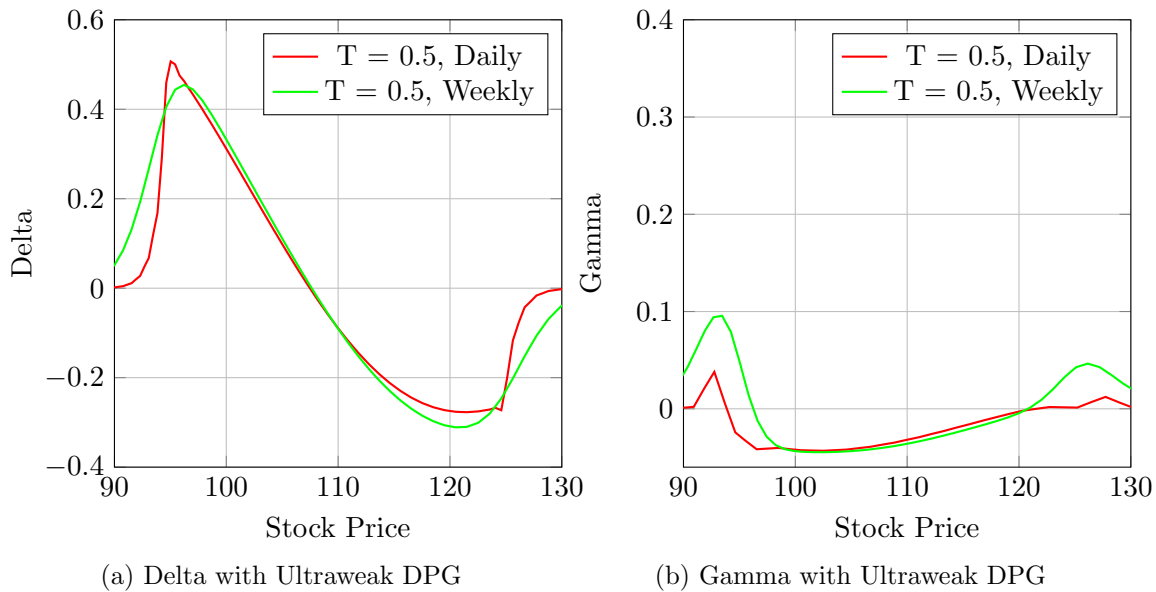 0.6
0.4
0.2
0
−0.2
−0.4
90 100 110 120 130
Delta
Stock Price
T = 0.5, Daily
T = 0.5, Weekly
(a) Delta with Ultraweak DPG
0.4
0.3
0.2
0.1
0
90 100 110 120 130
Gamma
Stock Price
T = 0.5, Daily
T = 0.5, Weekly
(b) Gamma with Ultraweak DPG